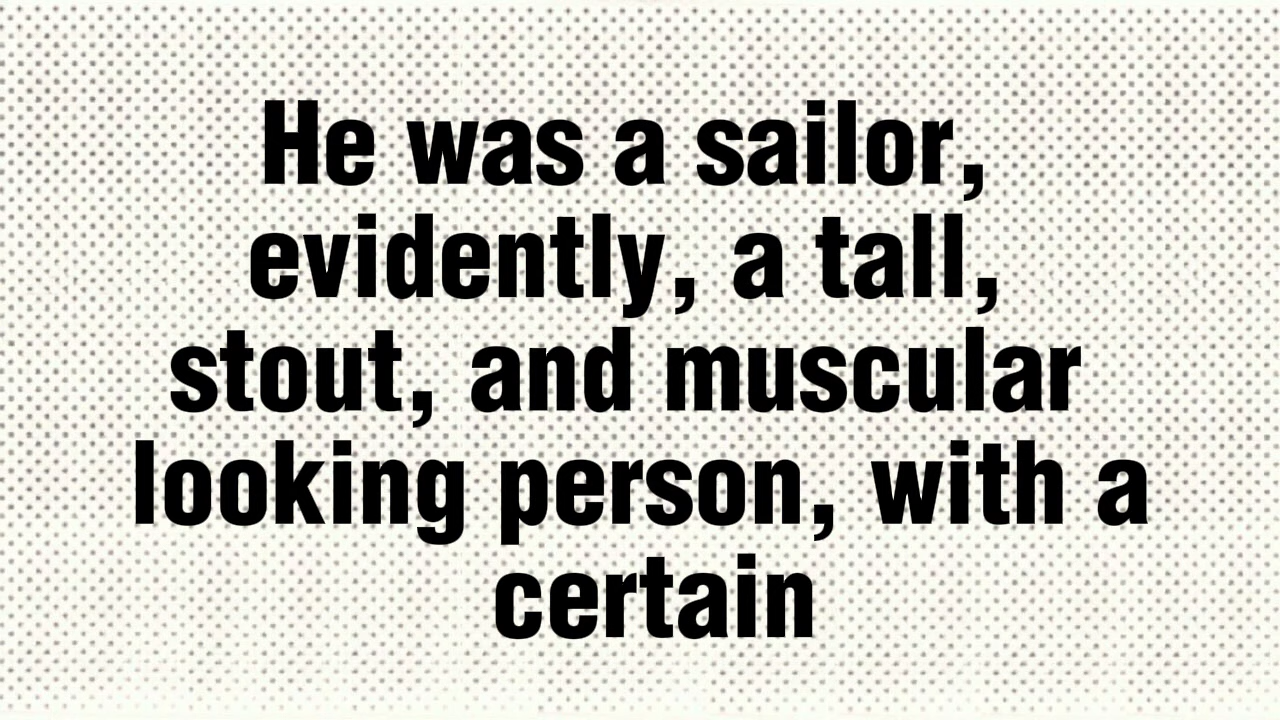 He was a sailor,
evidently, a tall,
stout, and muscular
looking person, with a
certain